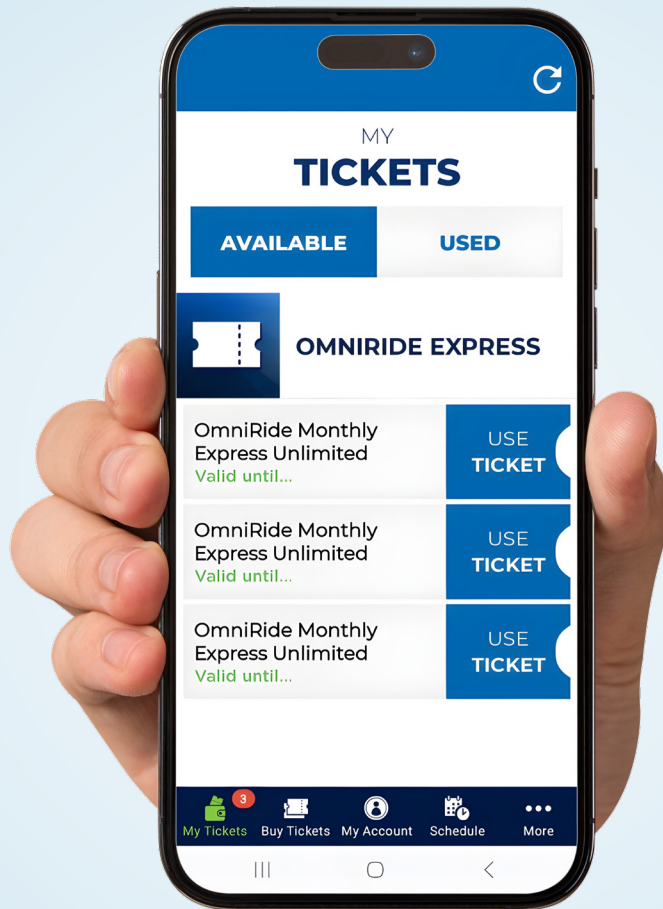 MY
TICKETS
AVAILABLE
USED
OMNIRIDE EXPRESS
OmniRide Monthly
Express Unlimited
Valid until...
USE
TICKET
OmniRide Monthly
Express Unlimited
Valid until...
USE
TICKET
OmniRide Monthly
Express Unlimited
Valid until...
USE
TICKET
3
My Tickets
Buy Tickets
My Account
Schedule
More